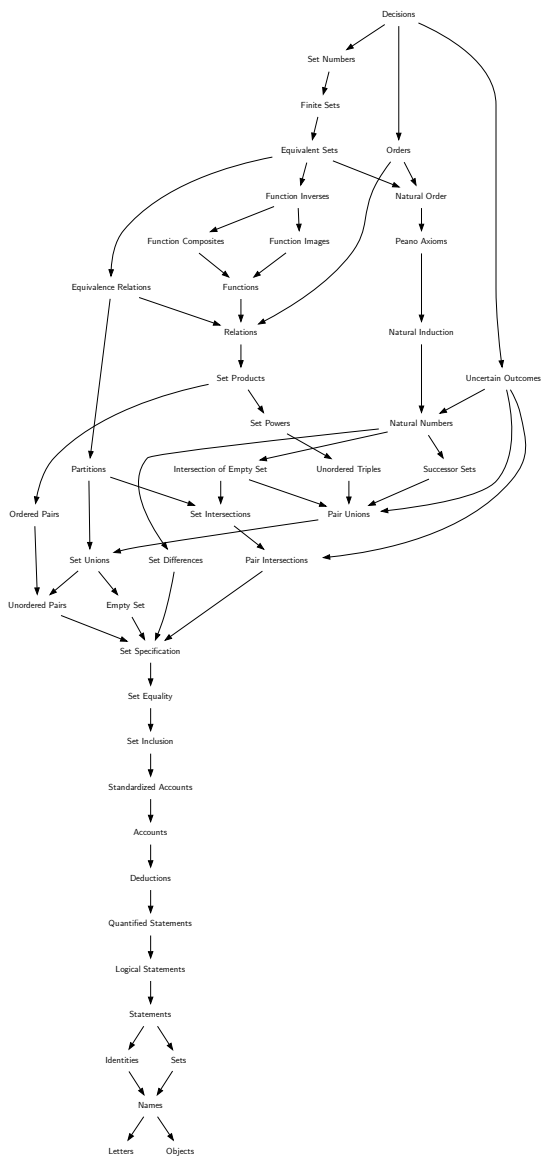 Decisions
Set Numbers
Finite Sets
Equivalent Sets
Orders
Function Inverses
Natural Order
Function Composites
Function Images
Peano Axioms
Equivalence Relations
Functions
Relations
Natural Induction
Set Products
Uncertain Outcomes
Set Powers
Natural Numbers
Partitions
Intersection of Empty Set
Unordered Triples
Successor Sets
Ordered Pairs
Set Intersections
Pair Unions
Set Unions
Set Differences
Pair Intersections
Unordered Pairs
Empty Set
Set Specification
Set Equality
Set Inclusion
Standardized Accounts
Accounts
Deductions
Quantified Statements
Logical Statements
Statements
Identities
Sets
Names
Letters
Objects